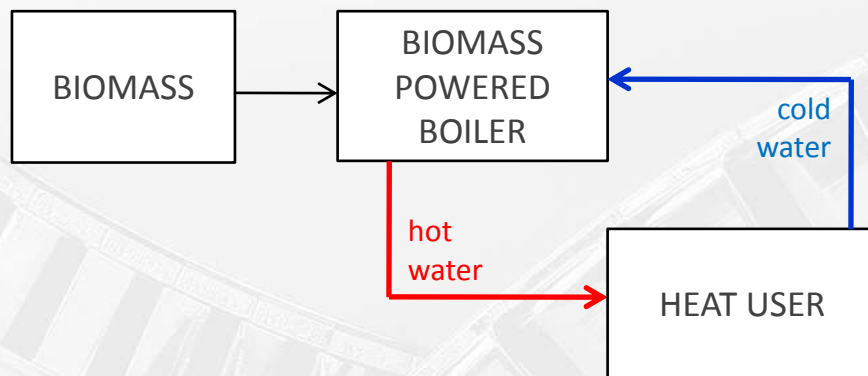 BIOMASS
BIOMASS
POWERED
BOILER
cold
water
hot
water
HEAT USER